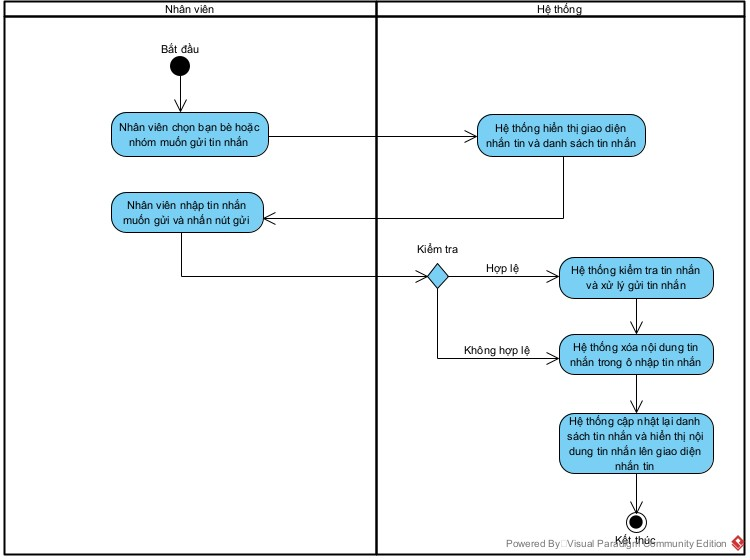 Nhân viên
Hệ thống
Bắt đầu
Nhân viên chọn bạn bè hoặc
nhóm muốn gửi tin nhắn
Hệ thống hiển thị giao diện
nhắn tin và danh sách tin nhắn
Nhân viên nhập tin nhắn
muốn gửi và nhấn nút gửi
Kiểm tra
Hợp lệ
Hệ thống kiểm tra tin nhắn
và xử lý gửi tin nhắn
Không hợp lệ
Hệ thống xóa nội dung tin
nhắn trong ô nhập tin nhắn
Hệ thống cập nhật lại danh
sách tin nhắn và hiển thị nội
dung tin nhắn lên giao diện
nhắn tin
Kết thúc
Powered By Visual Paradigm Community Edition